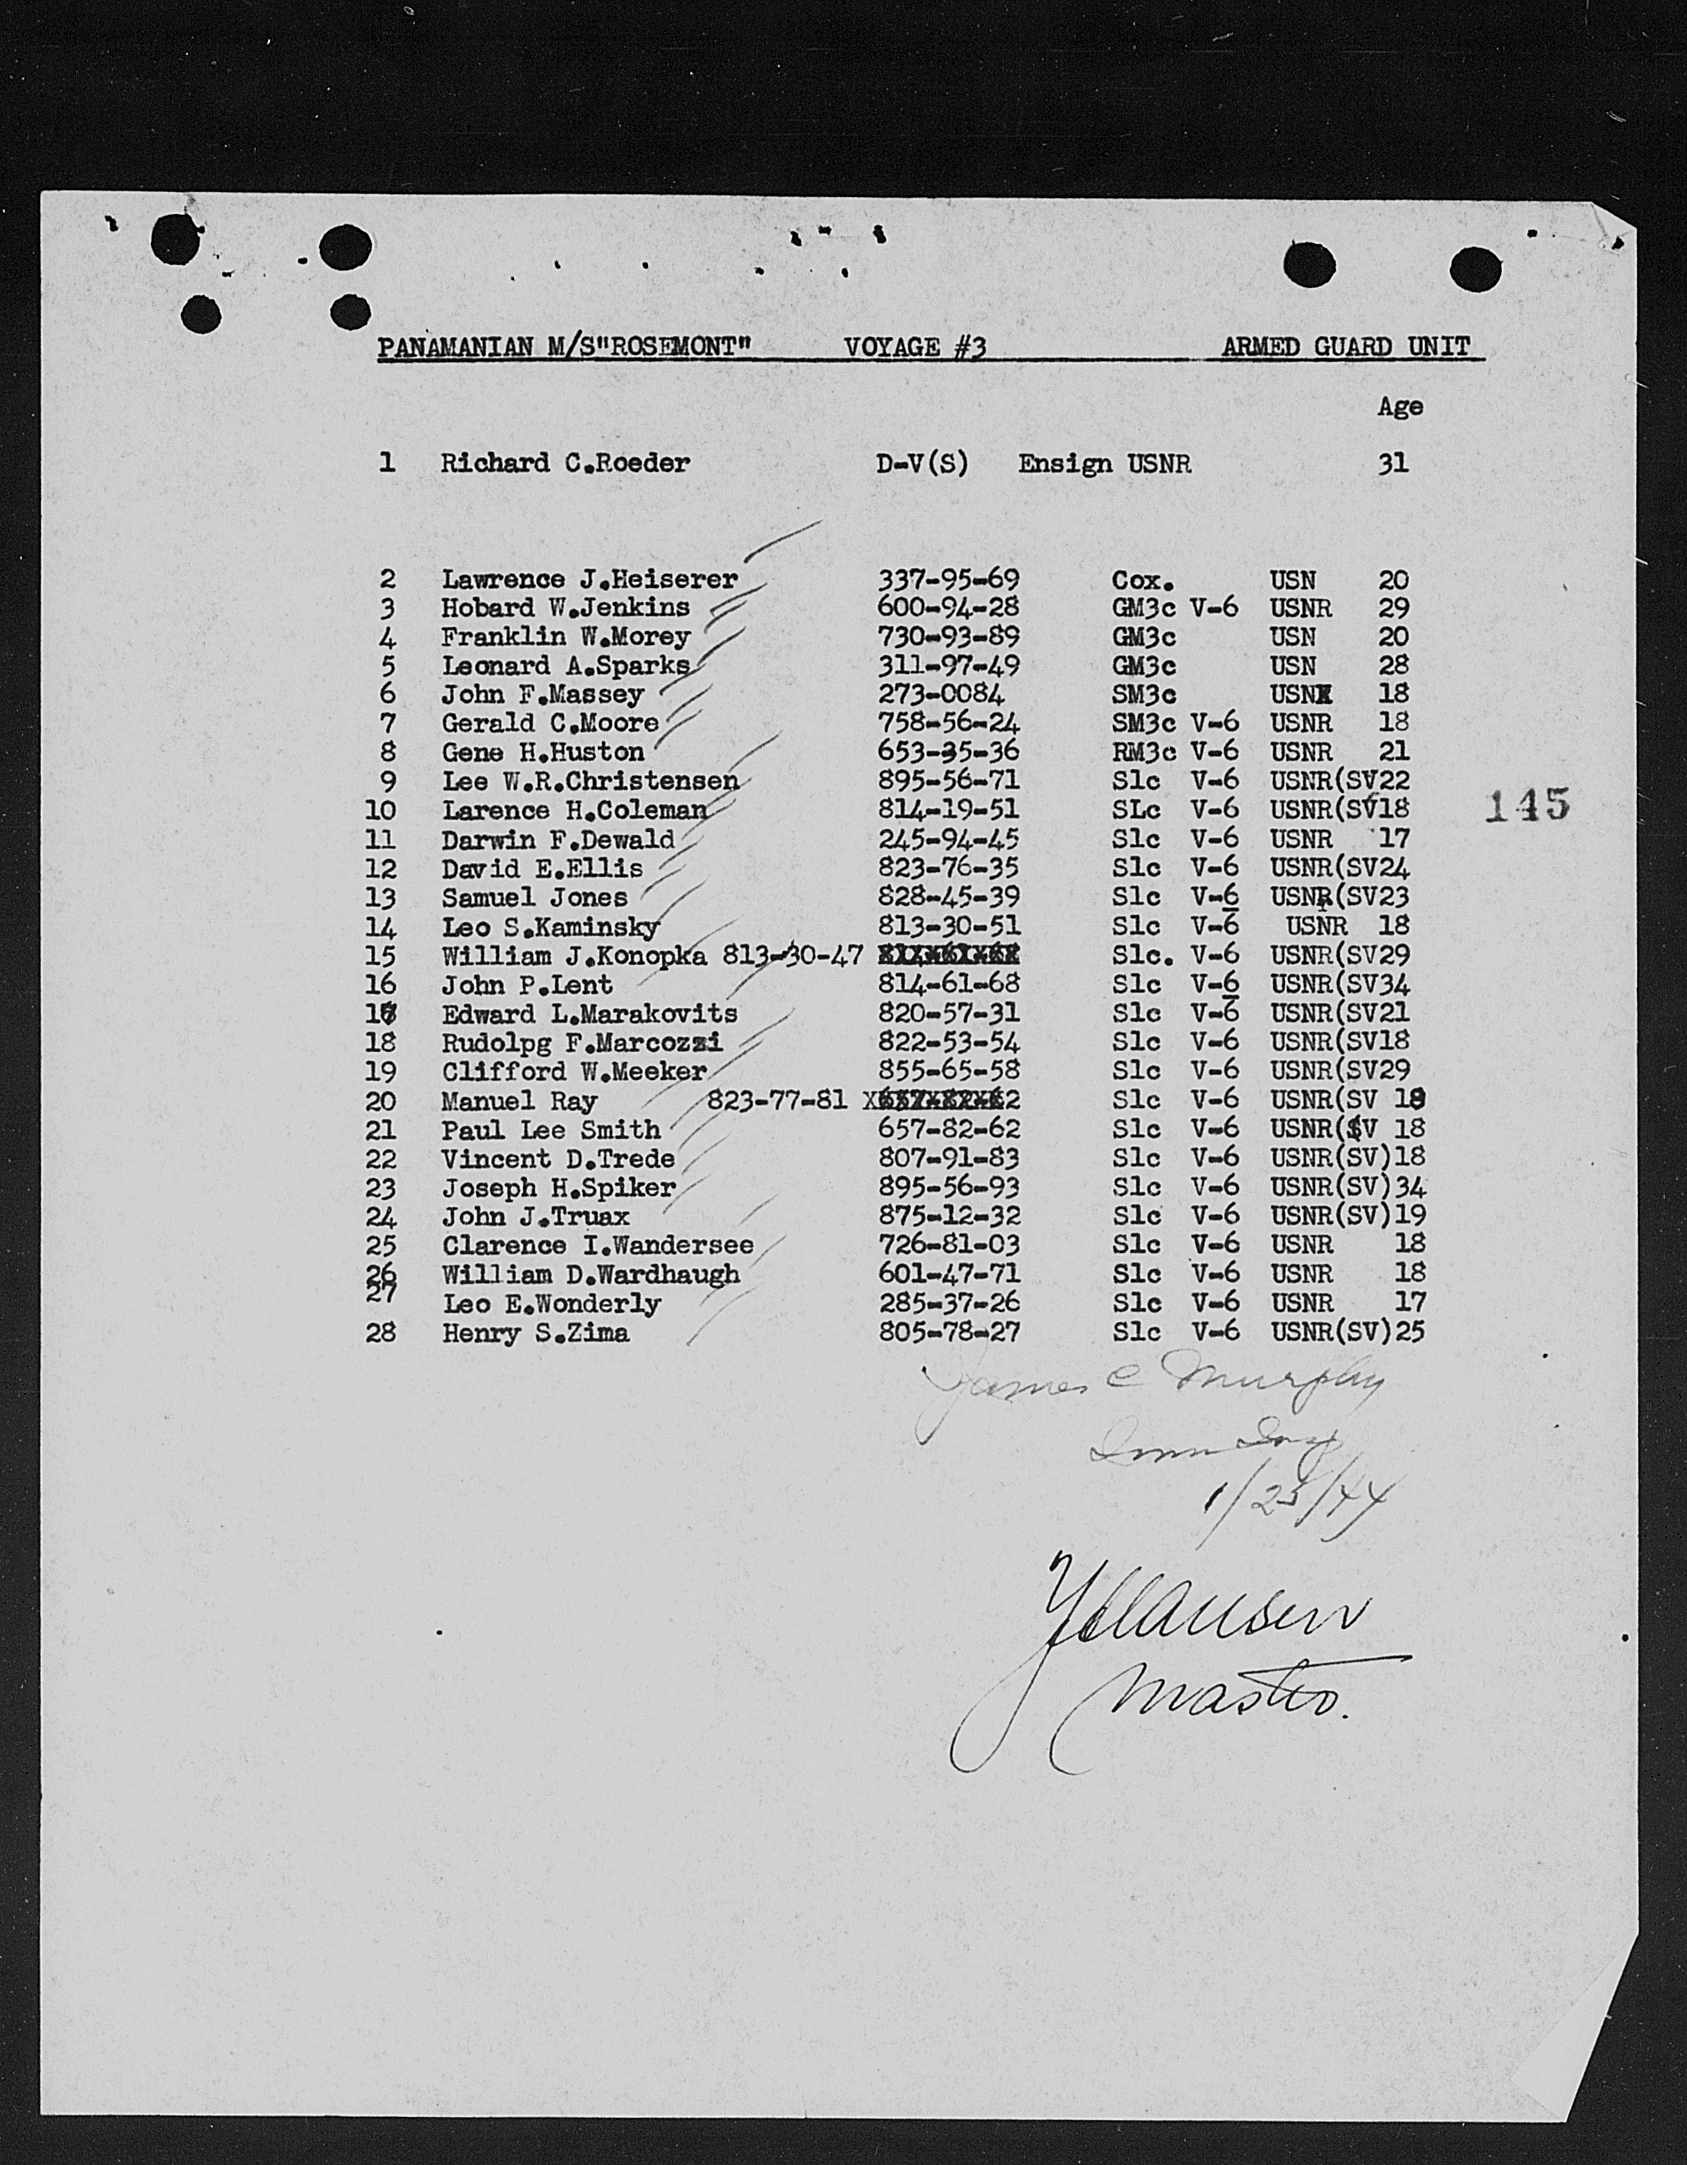 PANAMANIAN M/S"ROSEMONT" VOYAGE #3 ARMED GUARD UNIT
Age
1 Richard C.Roeder D-V(S) Ensign USNR 31
2 Lawrence J.Heiserer 337-95-69 Cox. USN 20
3 Hobard W.Jenkins 600-94-28 GM3c V-6 USNR 29
4 Franklin W.Morey 730-93-89 GM3c USN 20
5 Leonard A.Sparks 311-97-49 GM3c USN 28
6 John F.Massey 273-0084 SM3c USN 18
7 Gerald C.Moore 758-56-24 SM3c V-6 USNR 18
8 Gene H.Huston 653-35-36 RM3c V-6 USNR 21
9 Lee W.R.Christensen 895-56-71 Slc V-6 USNR(SV22
10 Larence H.Coleman 814-19-51 SLc V-6 USNR(SV18
145
11 Darwin F.Dewald 245-94-45 Slc V-6 USNR 17
12 David E.Ellis 823-76-35 Slc V-6 USNR(SV24
13 Samuel Jones 828-45-39 Slc V-6 USNR(SV23
14 Leo S.Kaminsky 813-30-51 Slc V-6 USNR 18
15 William J.Konopka 813-30-47 Slc. V-6 USNR(SV29
16 John P.Lent 814-61-68 Slc V-6 USNR(SV34
17 Edward L.Marakovits 820-57-31 Slc V-6 USNR(SV21
18 Rudolpg F.Marcozzi 822-53-54 Slc V-6 USNR(SV18
19 Clifford W.Meeker 855-65-58 Slc V-6 USNR(SV29
20 Manuel Ray 823-77-81 Slc V-6 USNR(SV 18
21 Paul Lee Smith 657-82-62 Slc V-6 USNR(SV 18
22 Vincent D.Trede 807-91-83 Slc V-6 USNR(SV)18
23 Joseph H.Spiker 895-56-93 Slc V-6 USNR(SV)34
24 John J.Truax 875-12-32 Slc V-6 USNR(SV)19
25 Clarence I.Wandersee 726-81-03 Slc V-6 USNR 18
26 William D.Wardhaugh 601-47-71 Slc V-6 USNR 18
27 Leo E.Wonderly 285-37-26 Slc V-6 USNR 17
28 Henry S.Zima 805-78-27 Slc V-6 USNR(SV)25
James C Murphy
1/25/44
Master.